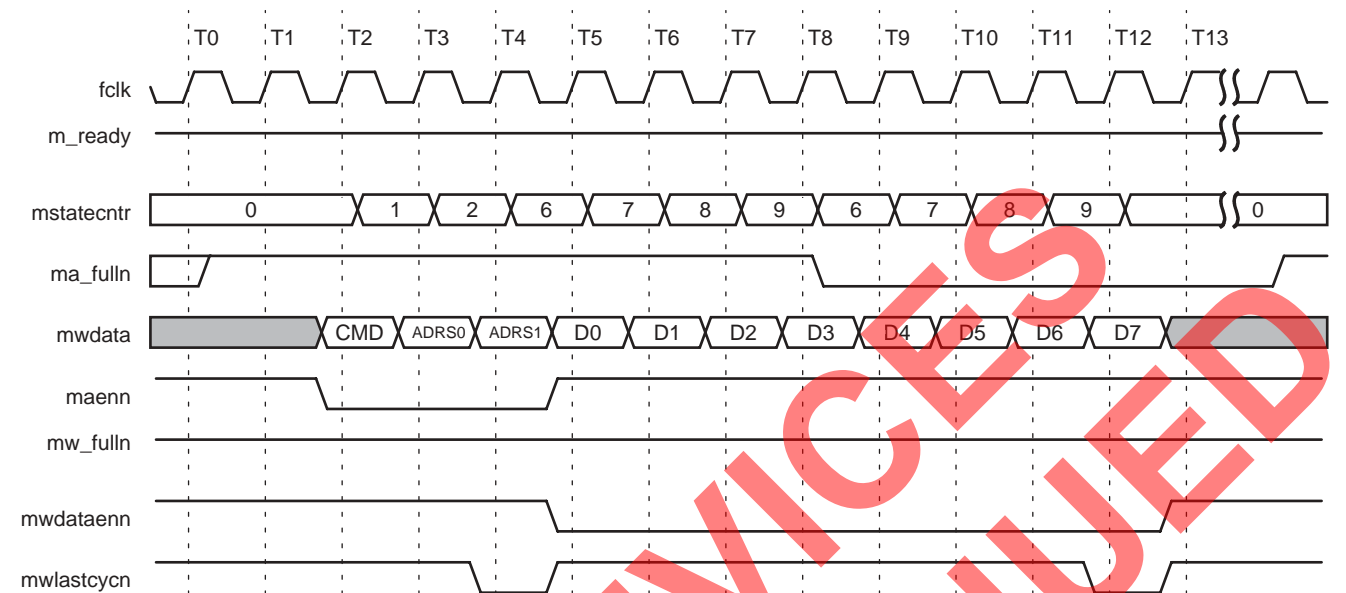 T0 T1 T2 T3 T4 T5 T6 T7 T8 T9 T10 T11 T12 T13
fclk
m_ready
mstatecntr 0 1 2 6 7 8 9 6 7 8 9 0
ma_fulln
mwdata CMD ADRS0 ADRS1 D0 D1 D2 D3 D4 D5 D6 D7
maenn
mw_fulln
mwdataenn
mwlastcycn